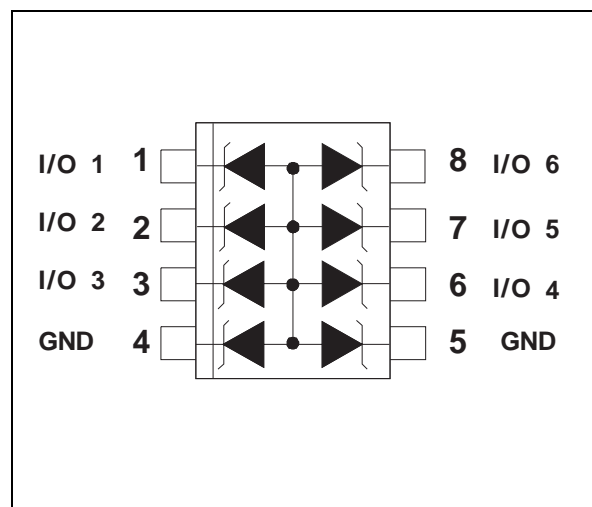 I/O 1 1 8 I/O 6
I/O 2 2 7 I/O 5
I/O 3 3 6 I/O 4
GND 4 5 GND